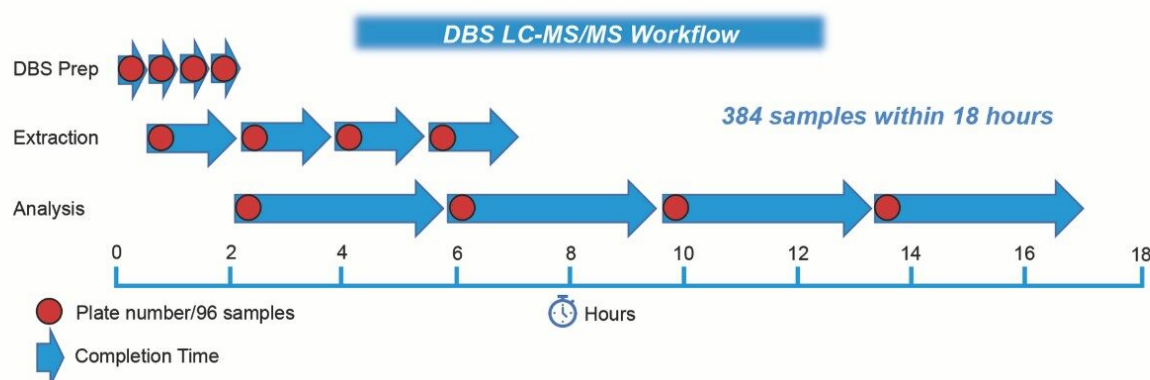 DBS LC-MS/MS Workflow
DBS Prep
384 samples within 18 hours
Extraction
Analysis
0 2 4 6 8 10 12 14 16 18
Plate number/96 samples
Hours
Completion Time